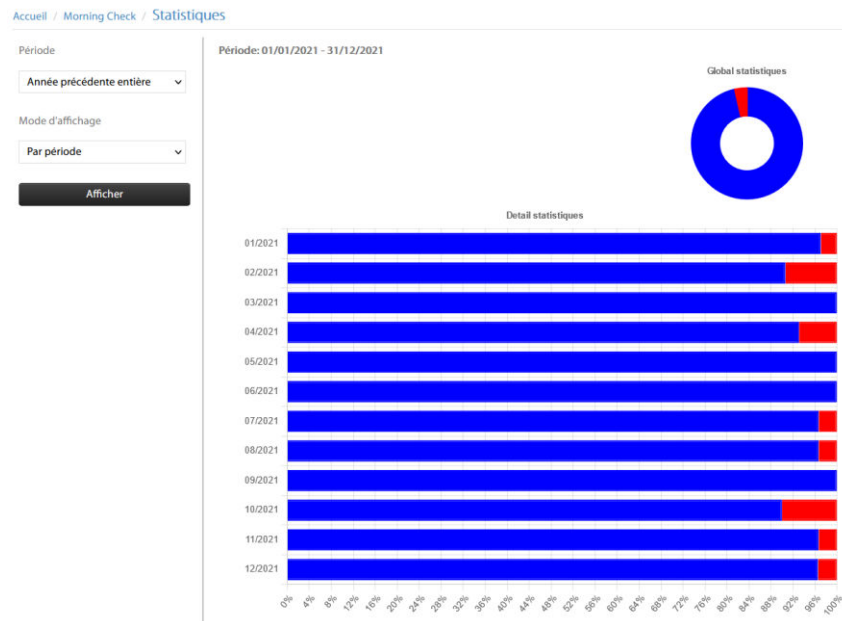 Accueil / Morning Check / Statistiques
Période
Année précédente entière
Mode d'affichage
Par période
Afficher
Période: 01/01/2021 - 31/12/2021
Global statistiques
Detail statistiques
01/2021
02/2021
03/2021
04/2021
05/2021
06/2021
07/2021
08/2021
09/2021
10/2021
11/2021
12/2021
0% 4% 8% 12% 16% 20% 24% 28% 32% 36% 40% 44% 48% 52% 56% 60% 64% 68% 72% 76% 80% 84% 88% 92% 96% 100%